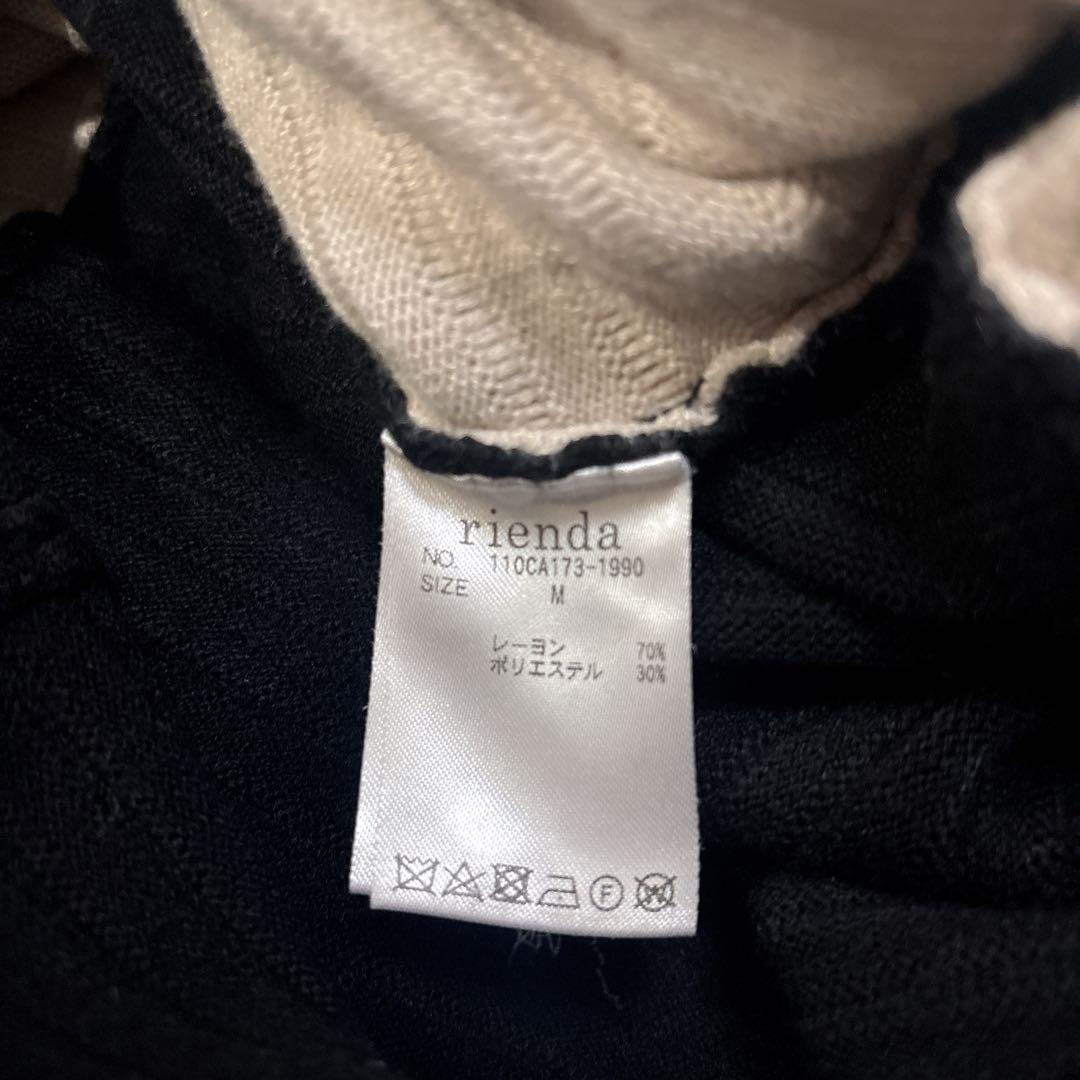 rienda
NO 110CA173-1990
SIZE M
レーヨン 70%
ポリエステル 30%
F
W